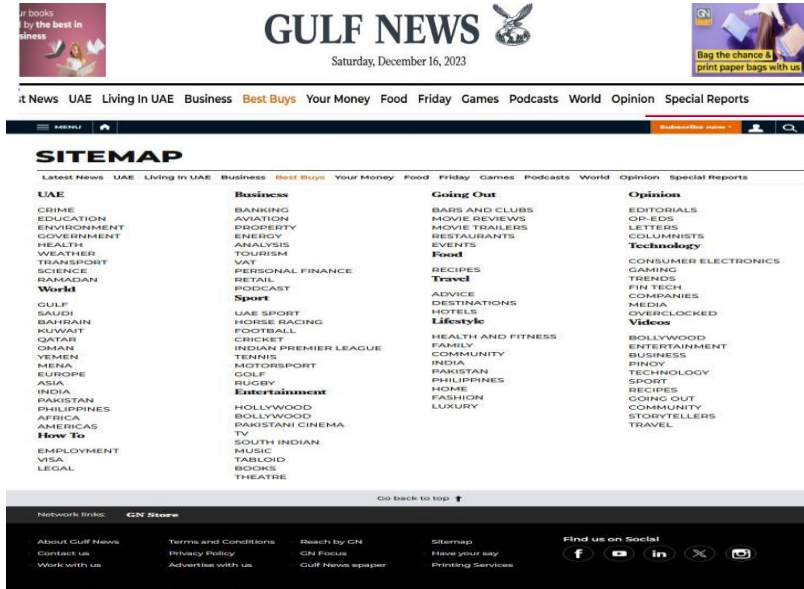 ur books
d by the best in
siness
GULF NEWS
Saturday, December 16, 2023
GN
Bag the chance &
print paper bags with us
st News UAE Living In UAE Business Best Buys Your Money Food Friday Games Podcasts World Opinion Special Reports
MENU
Subscribe now
SITEMAP
Latest News UAE Living In UAE Business Best Buys Your Money Food Friday Games Podcasts World Opinion Special Reports
UAE
CRIME
EDUCATION
ENVIRONMENT
GOVERNMENT
HEALTH
WEATHER
TRANSPORT
SCIENCE
RAMADAN
World
GULF
SAUDI
BAHRAIN
KUWAIT
QATAR
OMAN
YEMEN
MENA
EUROPE
ASIA
INDIA
PAKISTAN
PHILIPPINES
AFRICA
AMERICAS
How To
EMPLOYMENT
VISA
LEGAL
Business
BANKING
AVIATION
PROPERTY
ENERGY
ANALYSIS
TOURISM
VAT
PERSONAL FINANCE
RETAIL
PODCAST
Sport
UAE SPORT
HORSE RACING
FOOTBALL
CRICKET
INDIAN PREMIER LEAGUE
TENNIS
MOTORSPORT
GOLF
RUGBY
Entertainment
HOLLYWOOD
BOLLYWOOD
PAKISTANI CINEMA
TV
SOUTH INDIAN
MUSIC
TABLOID
BOOKS
THEATRE
Going Out
BARS AND CLUBS
MOVIE REVIEWS
MOVIE TRAILERS
RESTAURANTS
EVENTS
Food
RECIPES
Travel
ADVICE
DESTINATIONS
HOTELS
Lifestyle
HEALTH AND FITNESS
FAMILY
COMMUNITY
INDIA
PAKISTAN
PHILIPPINES
HOME
FASHION
LUXURY
Opinion
EDITORIALS
OP-EDS
LETTERS
COLUMNISTS
Technology
CONSUMER ELECTRONICS
GAMING
TRENDS
FIN TECH
COMPANIES
MEDIA
OVERCLOCKED
Videos
BOLLYWOOD
ENTERTAINMENT
BUSINESS
PINOY
TECHNOLOGY
SPORT
RECIPES
GOING OUT
COMMUNITY
STORYTELLERS
TRAVEL
Go back to top
Network links: GN Store
About Gulf News Terms and Conditions Reach by GN Sitemap Find us on Social
Contact us Privacy Policy GN Focus Have your say
Work with us Advertise with us Gulf News epaper Printing Services